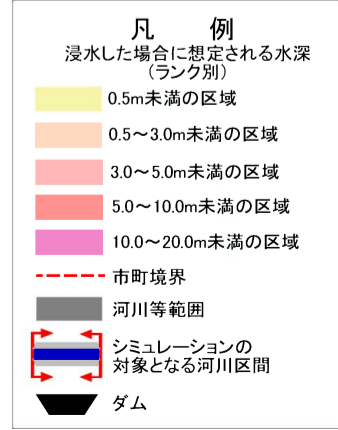 凡 例
浸水した場合に想定される水深
(ランク別)
0.5m未満の区域
0.5～3.0m未満の区域
3.0～5.0m未満の区域
5.0～10.0m未満の区域
10.0～20.0m未満の区域
市町境界
河川等範囲
シミュレーションの
対象となる河川区間
ダム